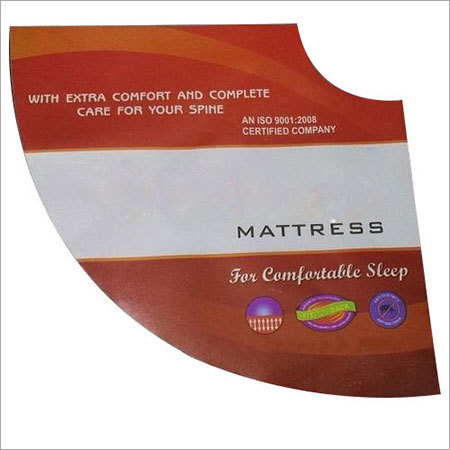 WITH EXTRA COMFORT AND COMPLETE
CARE FOR YOUR SPINE
AN ISO 9001:2008
CERTIFIED COMPANY
MATTRESS
For Comfortable Sleep